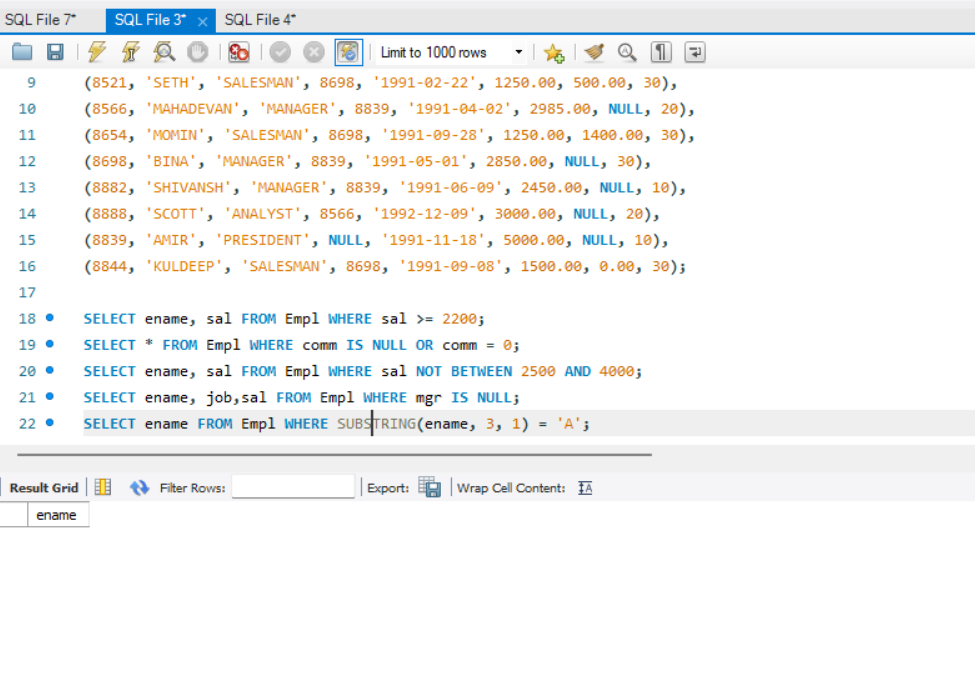 SQL File 7* SQL File 3* × SQL File 4*
Limit to 1000 rows
9 (8521, 'SETH', 'SALESMAN', 8698, '1991-02-22', 1250.00, 500.00, 30),
10 (8566, 'MAHADEVAN', 'MANAGER', 8839, '1991-04-02', 2985.00, NULL, 20),
11 (8654, 'MOMIN', 'SALESMAN', 8698, '1991-09-28', 1250.00, 1400.00, 30),
12 (8698, 'BINA', 'MANAGER', 8839, '1991-05-01', 2850.00, NULL, 30),
13 (8882, 'SHIVANSH', 'MANAGER', 8839, '1991-06-09', 2450.00, NULL, 10),
14 (8888, 'SCOTT', 'ANALYST', 8566, '1992-12-09', 3000.00, NULL, 20),
15 (8839, 'AMIR', 'PRESIDENT', NULL, '1991-11-18', 5000.00, NULL, 10),
16 (8844, 'KULDEEP', 'SALESMAN', 8698, '1991-09-08', 1500.00, 0.00, 30);
17
18 SELECT ename, sal FROM Empl WHERE sal >= 2200;
19 SELECT * FROM Empl WHERE comm IS NULL OR comm = 0;
20 SELECT ename, sal FROM Empl WHERE sal NOT BETWEEN 2500 AND 4000;
21 SELECT ename, job,sal FROM Empl WHERE mgr IS NULL;
22 SELECT ename FROM Empl WHERE SUBSTRING(ename, 3, 1) = 'A';
Result Grid Filter Rows: Export: Wrap Cell Content: IA
ename